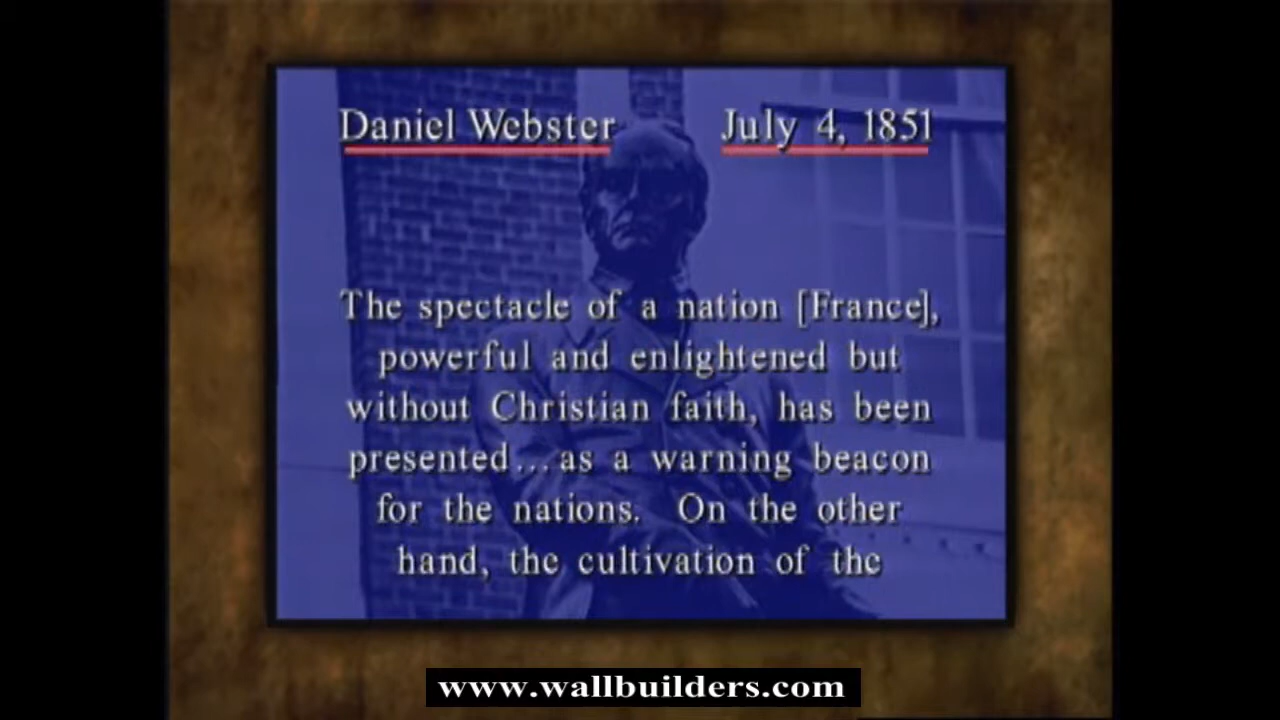 Daniel Webster July 4, 1851
The spectacle of a nation [France],
powerful and enlightened but
without Christian faith, has been
presented...as a warning beacon
for the nations. On the other
hand, the cultivation of the
www.wallbuilders.com